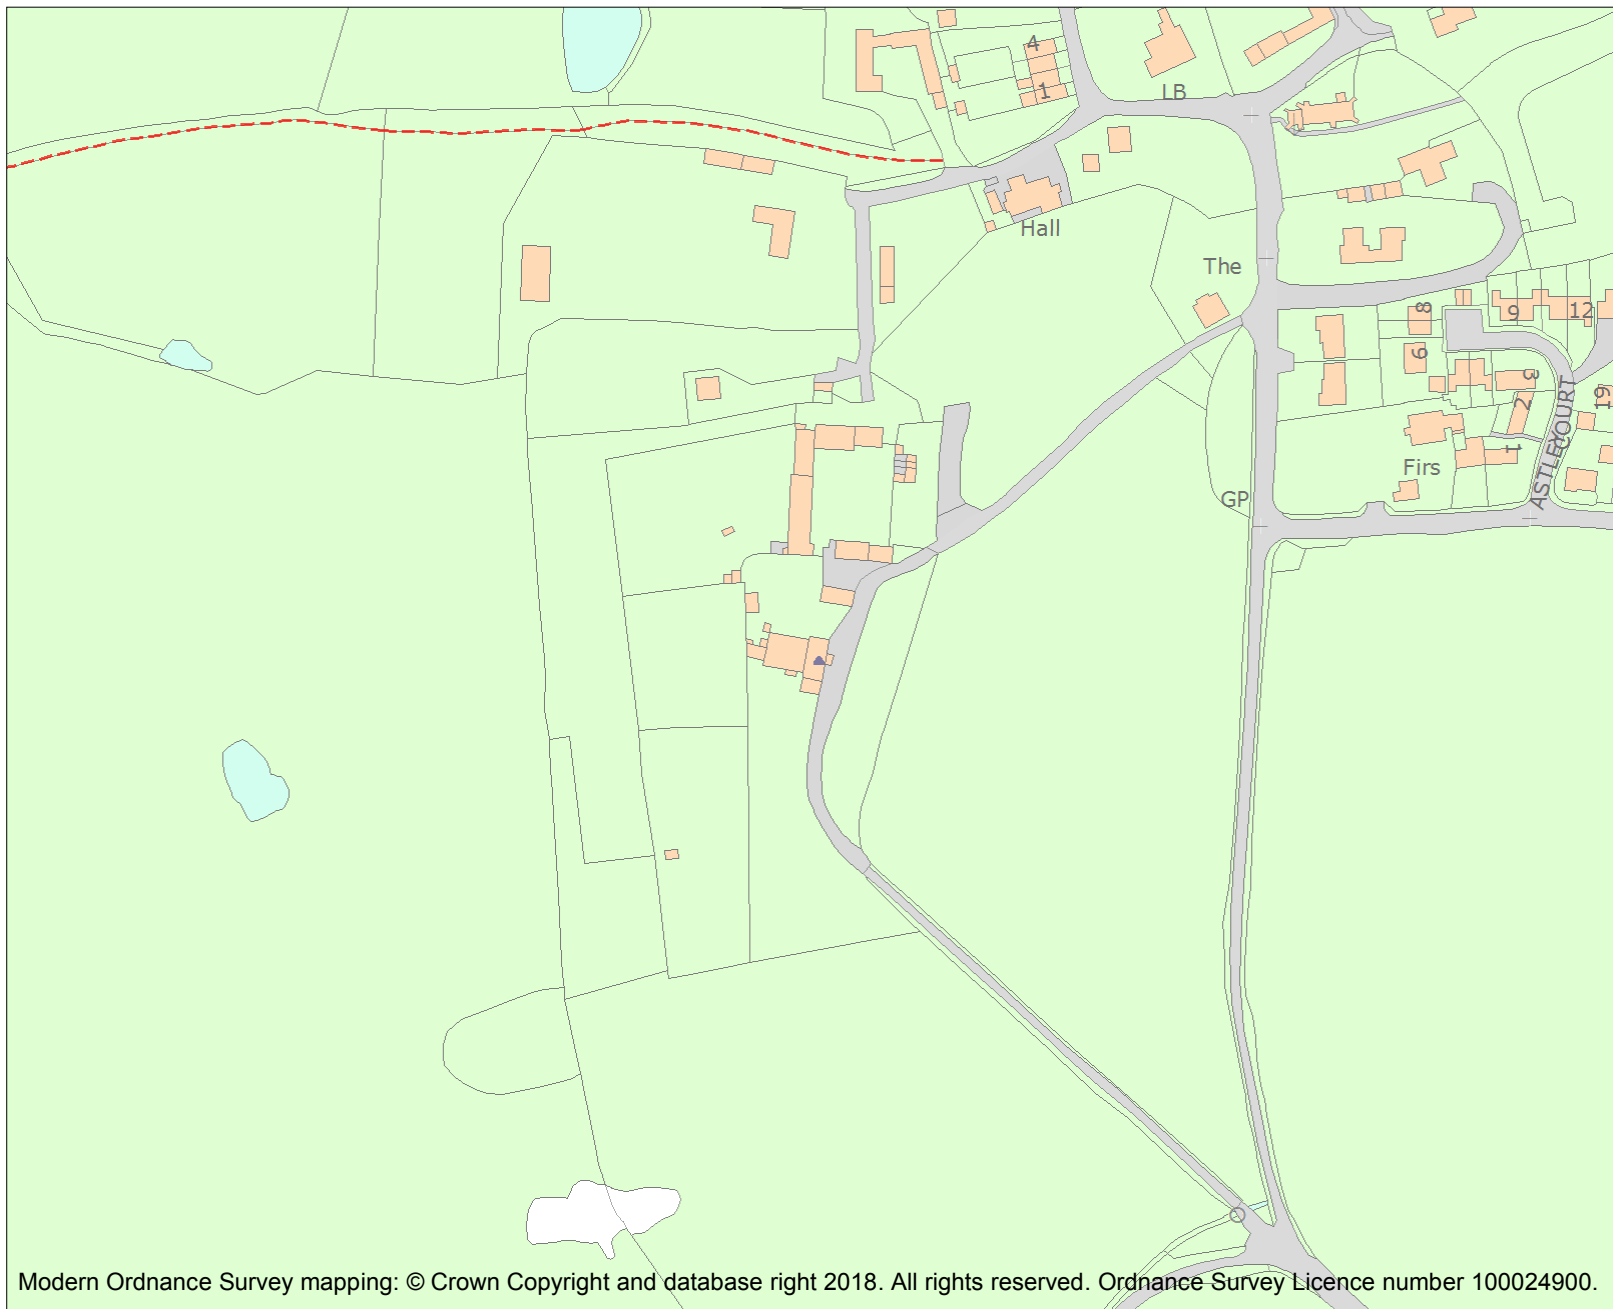 4
1
LB
Hall
The
8
9
12
6
3
2
19
ASTLEY COURT
Firs
1
GP
Modern Ordnance Survey mapping: © Crown Copyright and database right 2018. All rights reserved. Ordnance Survey Licence number 100024900.